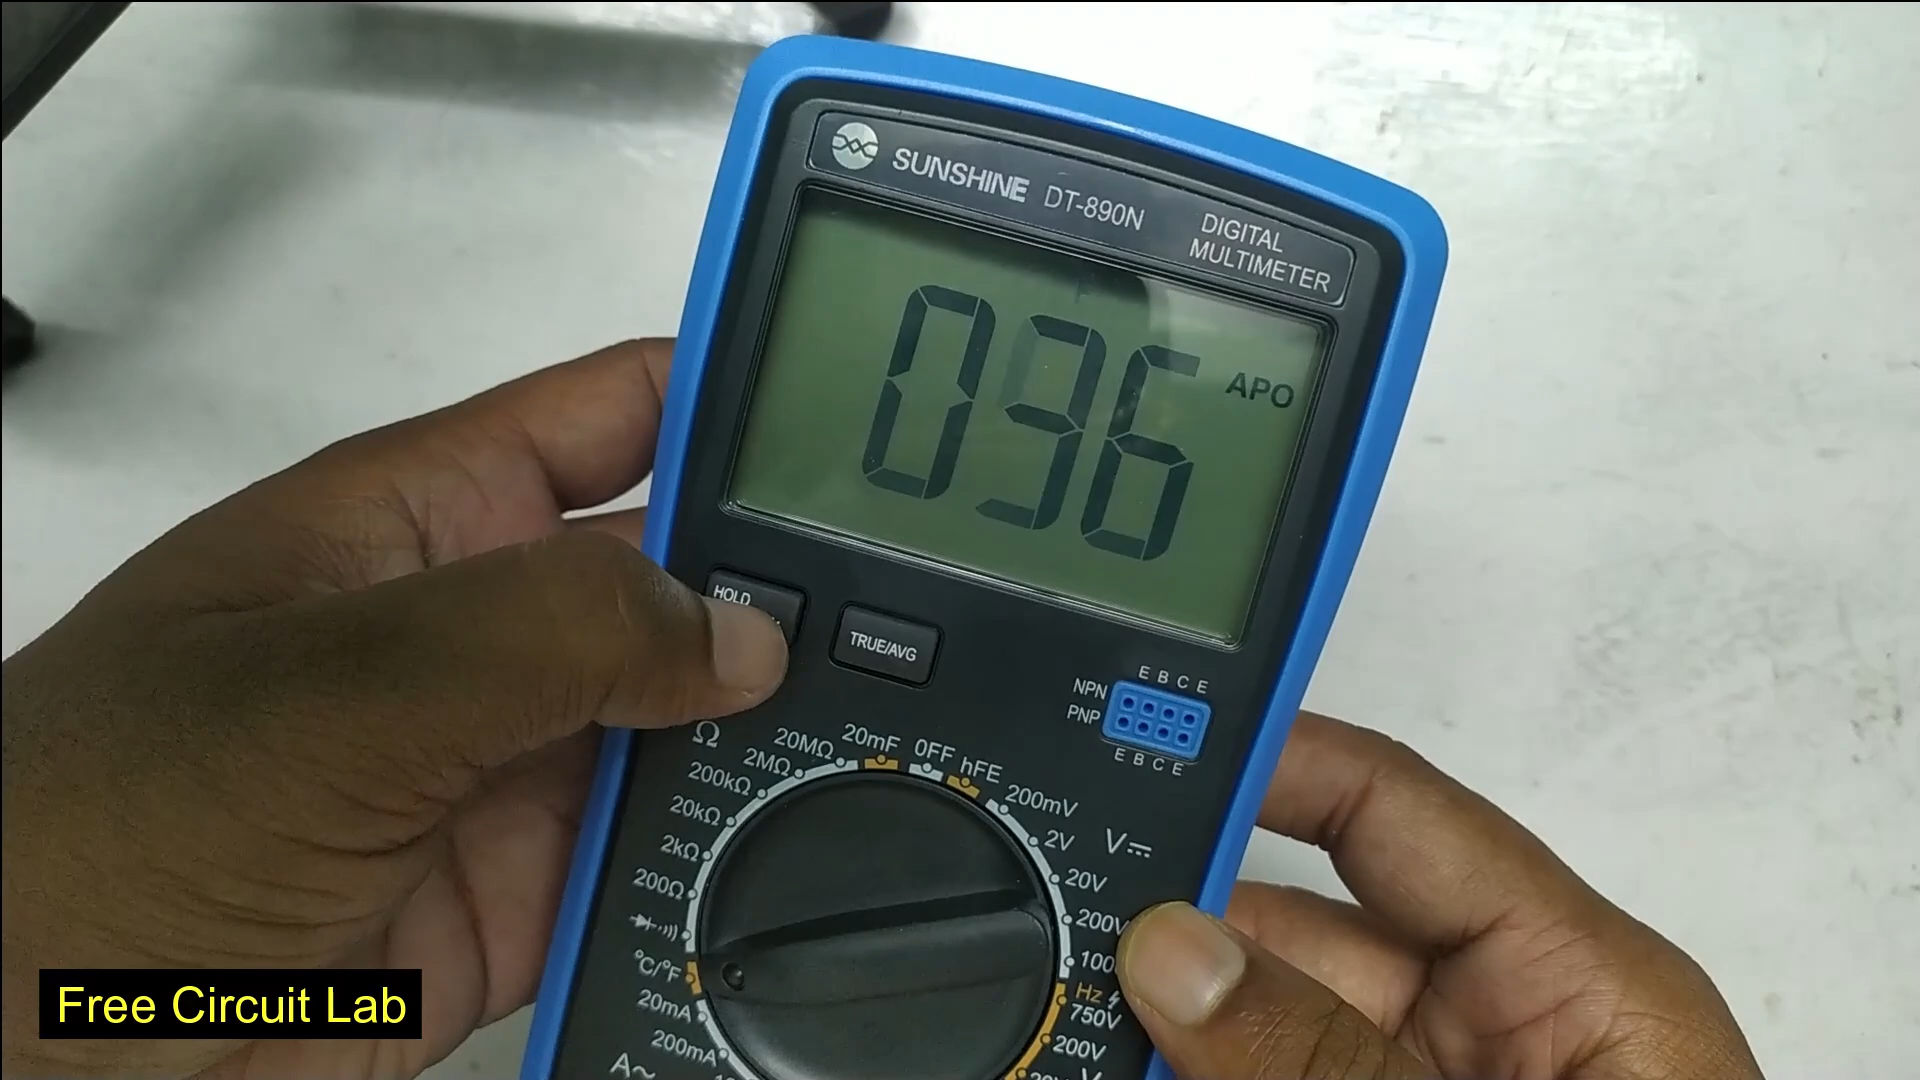 SUNSHINE DT-890N
DIGITAL
MULTIMETER
APO
HOLD
TRUE/AVG
E B C E
NPN
PNP
E B C E
Ω
20MΩ
20mF
OFF
hFE
2MΩ
200mV
200kΩ
2V
V
20kΩ
20V
2kΩ
200V
200Ω
100
°C/°F
Hz
750V
20mA
200V
200mA
A~
Free Circuit Lab